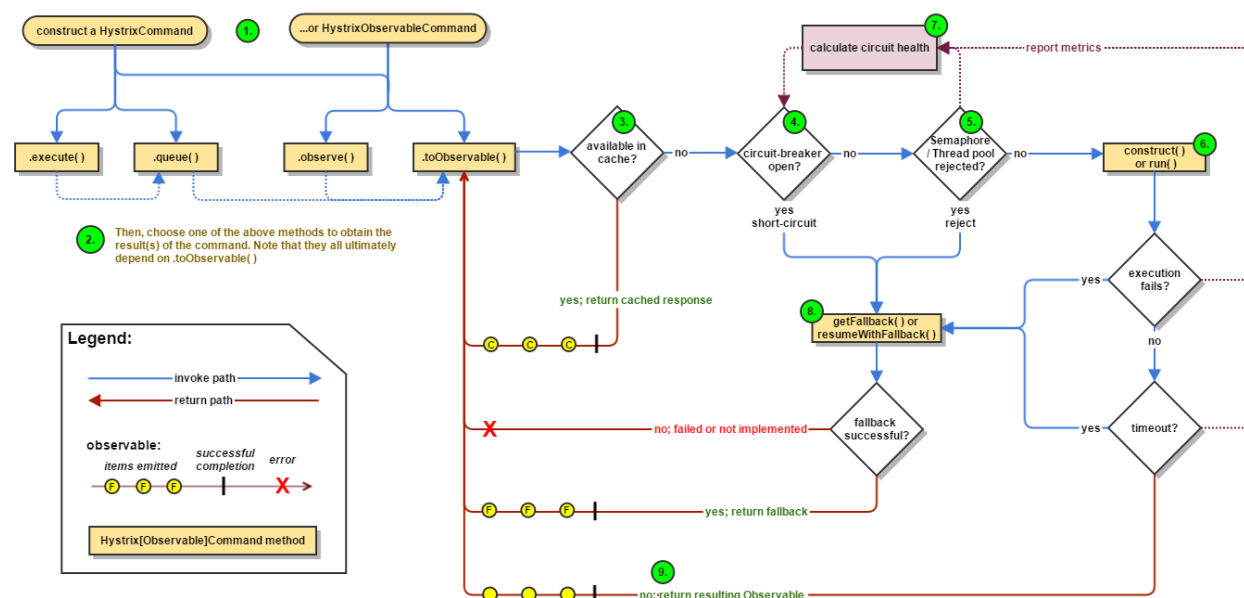 construct a HystrixCommand
1.
...or HystrixObservableCommand
7.
calculate circuit health
report metrics
.execute( )
.queue( )
.observe( )
.toObservable( )
3.
available in
cache?
no
4.
circuit-breaker
open?
no
5.
Semaphore
/ Thread pool
rejected?
no
6.
construct( )
or run( )
yes
short-circuit
yes
reject
2.
Then, choose one of the above methods to obtain the
result(s) of the command. Note that they all ultimately
depend on .toObservable( )
yes; return cached response
C
C
C
8.
getFallback( ) or
resumeWithFallback( )
yes
execution
fails?
no
X
no; failed or not implemented
fallback
successful?
yes
timeout?
F
F
F
yes; return fallback
9.
no; return resulting Observable
Legend:
invoke path
return path
observable:
items emitted
successful
completion
error
F
F
F
X
Hystrix[Observable]Command method